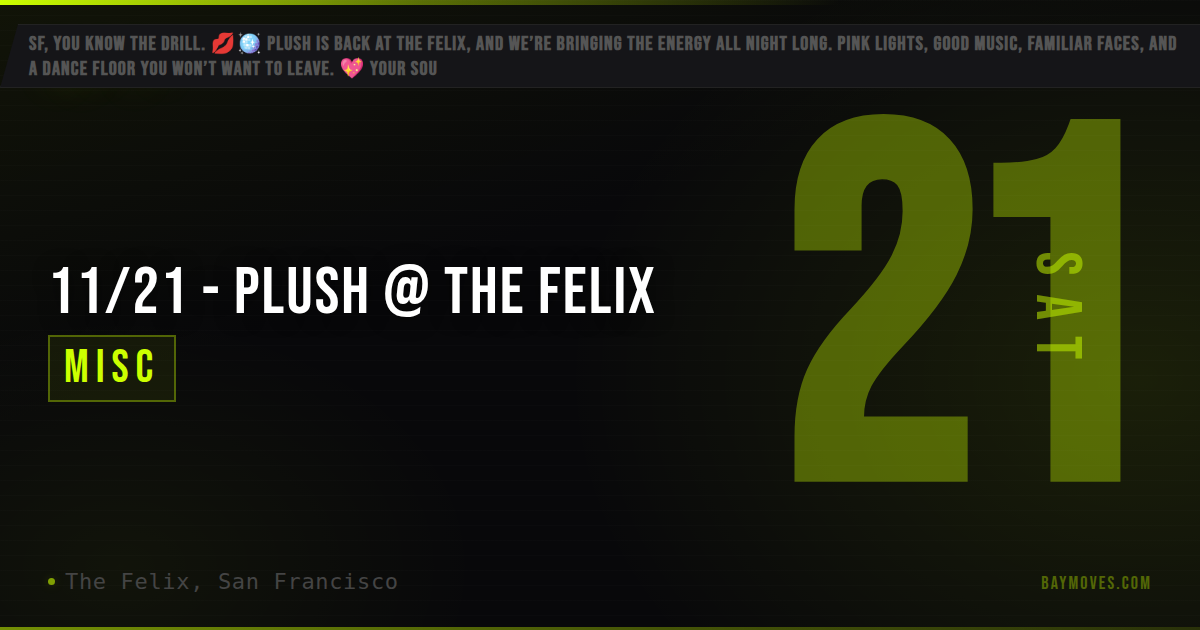 SF, YOU KNOW THE DRILL. 💋🪩 PLUSH IS BACK AT THE FELIX, AND WE'RE BRINGING THE ENERGY ALL NIGHT LONG. PINK LIGHTS, GOOD MUSIC, FAMILIAR FACES, AND
A DANCE FLOOR YOU WON'T WANT TO LEAVE. 💖 YOUR SOU
21
SAT
11/21 - PLUSH @ THE FELIX
MISC
The Felix, San Francisco
BAYMOVES.COM